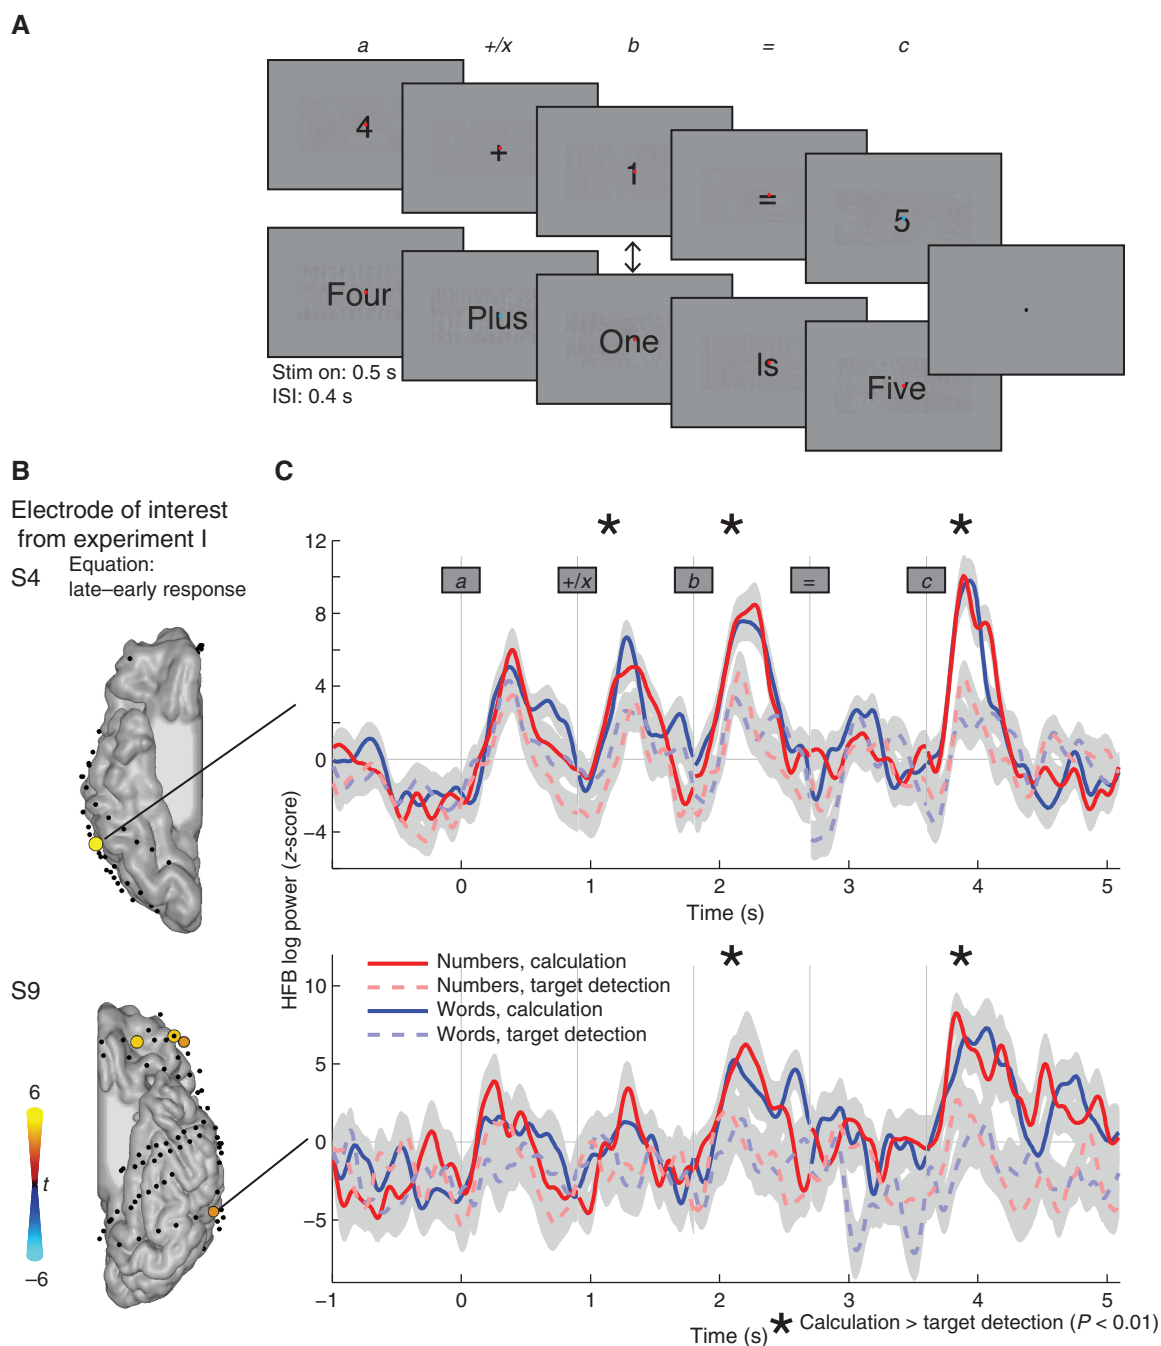 A
a +/x b = c
4
+
1
=
5
Four
Plus
One
Is
Five
Stim on: 0.5 s
ISI: 0.4 s
B
Electrode of interest
from experiment I
S4
Equation:
late–early response
S9
6
t
–6
C
* * *
12
8
4
0
–4
a +/x b = c
0 1 2 3 4 5
Time (s)
HFB log power (z-score)
* *
Numbers, calculation
Numbers, target detection
Words, calculation
Words, target detection
10
5
0
–5
–1 0 1 2 3 4 5
Time (s)
* Calculation > target detection (P < 0.01)